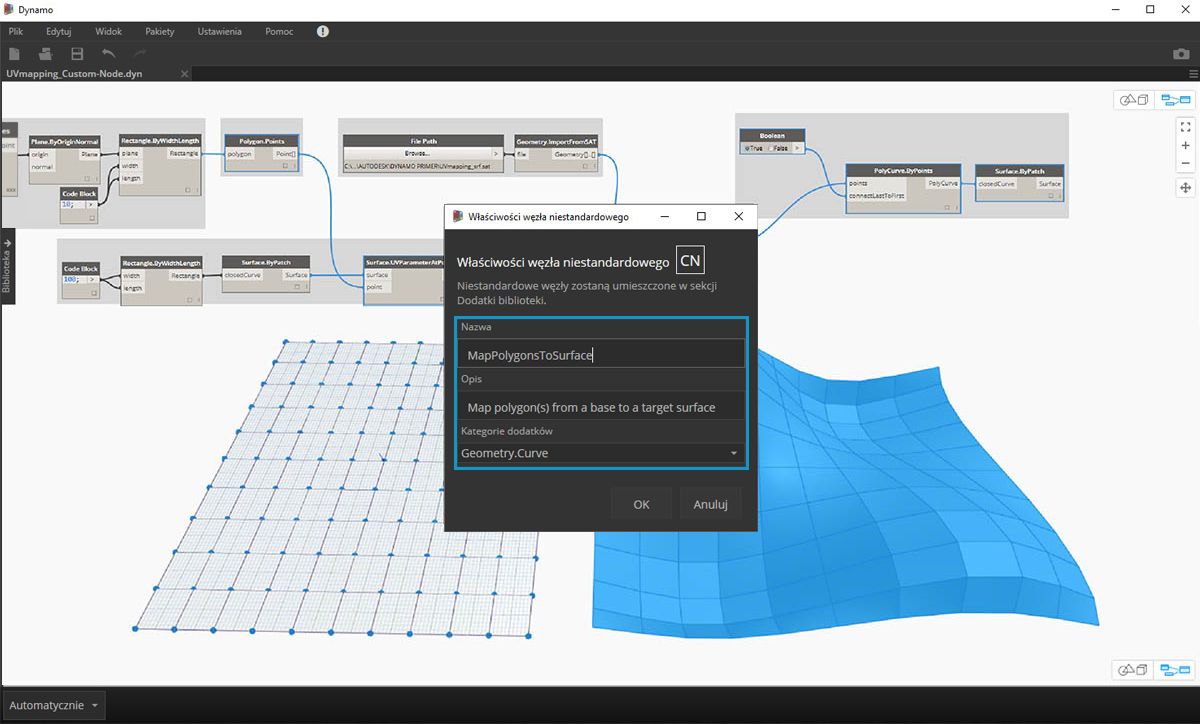 Dynamo
Plik Edytuj Widok Pakiety Ustawienia Pomoc !
UVmapping_Custom-Node.dyn
es
point
Plane.ByOriginNormal
origin Plane
normal
Code Block
10; >
Rectangle.ByWidthLength
plane Rectangle
width
length
Polygon.Points
polygon Point[]
File Path
Browse... >
C:\...\AUTODESK\DYNAMO PRIMER\UVmapping_srf.sat
Geometry.ImportFromSAT
file Geometry[]..[]
Boolean
True False >
PolyCurve.ByPoints
points PolyCurve
connectLastToFirst
Surface.ByPatch
closedCurve Surface
Biblioteka
Code Block
100; >
Rectangle.ByWidthLength
width Rectangle
length
Surface.ByPatch
closedCurve Surface
Surface.UVParameterAtP
surface
point
Właściwości węzła niestandardowego
Właściwości węzła niestandardowego CN
Niestandardowe węzły zostaną umieszczone w sekcji
Dodatki biblioteki.
Nazwa
MapPolygonsToSurface
Opis
Map polygon(s) from a base to a target surface
Kategorie dodatków
Geometry.Curve
OK Anuluj
Automatycznie